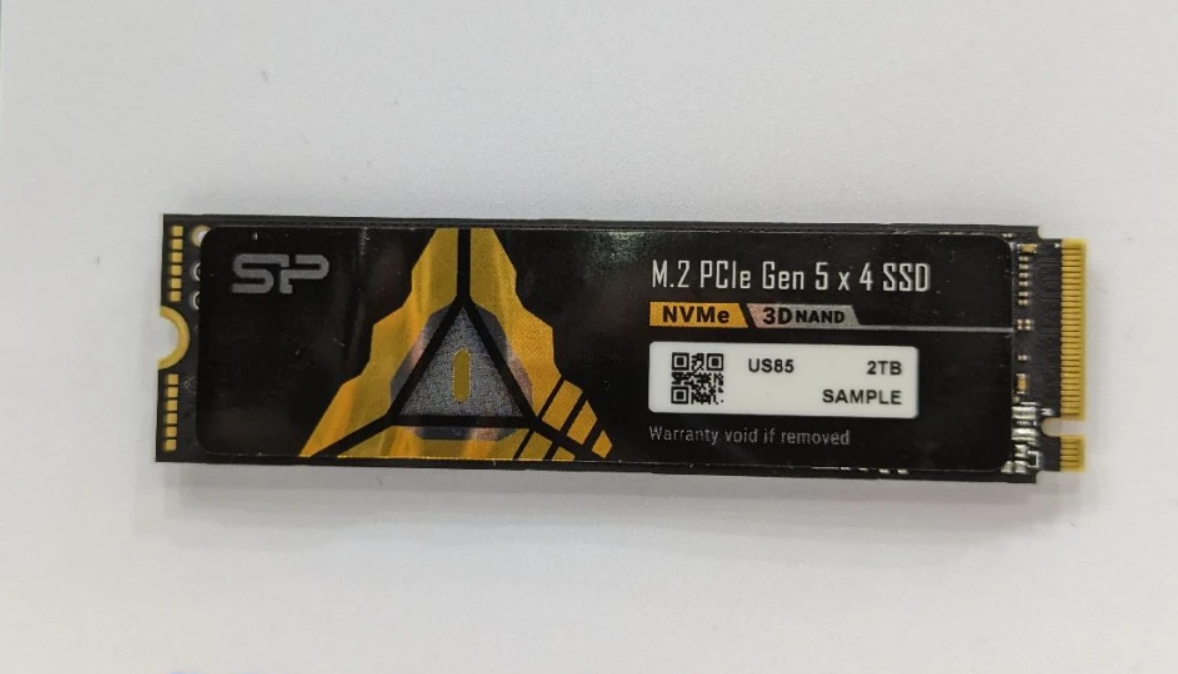 SP
M.2 PCIe Gen 5 x 4 SSD
NVMe 3D NAND
US85 2TB
SAMPLE
Warranty void if removed